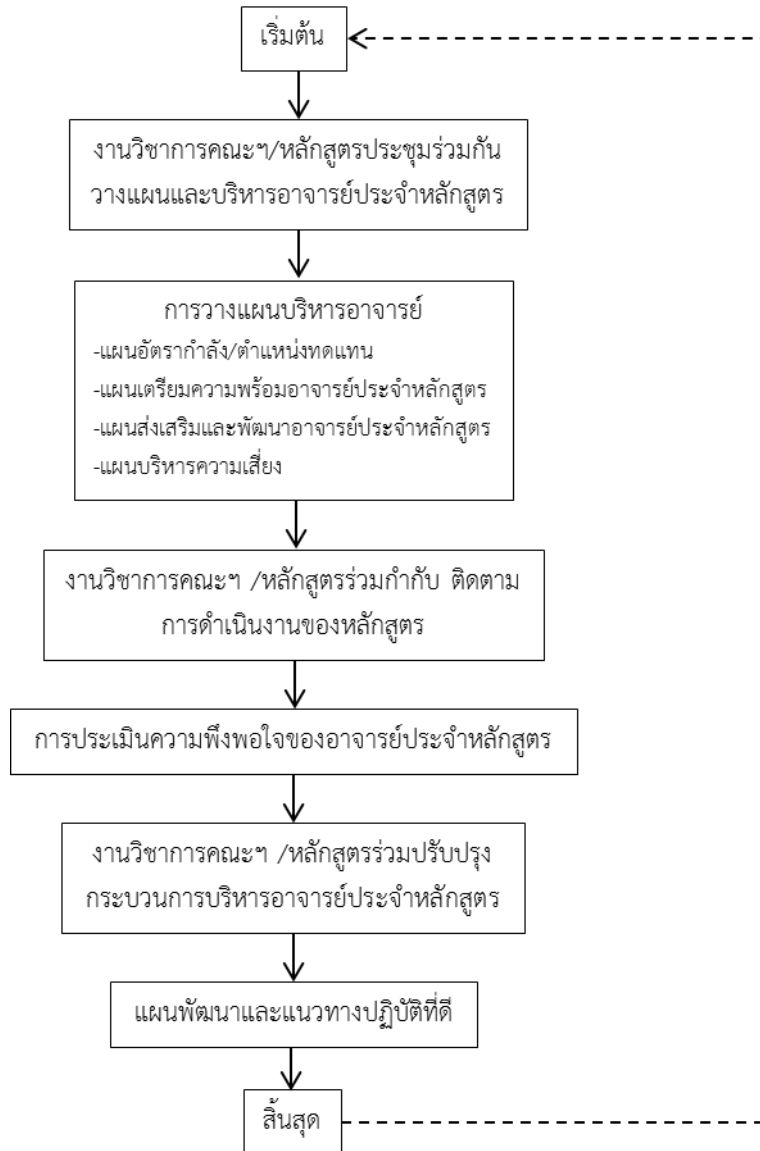 เริ่มต้น
งานวิชาการคณะฯ/หลักสูตรประชุมร่วมกัน
วางแผนและบริหารอาจารย์ประจำหลักสูตร
การวางแผนบริหารอาจารย์
-แผนอัตรากำลัง/ตำแหน่งทดแทน
-แผนเตรียมความพร้อมอาจารย์ประจำหลักสูตร
-แผนส่งเสริมและพัฒนาอาจารย์ประจำหลักสูตร
-แผนบริหารความเสี่ยง
งานวิชาการคณะฯ /หลักสูตรร่วมกำกับ ติดตาม
การดำเนินงานของหลักสูตร
การประเมินความพึงพอใจของอาจารย์ประจำหลักสูตร
งานวิชาการคณะฯ /หลักสูตรร่วมปรับปรุง
กระบวนการบริหารอาจารย์ประจำหลักสูตร
แผนพัฒนาและแนวทางปฏิบัติที่ดี
สิ้นสุด